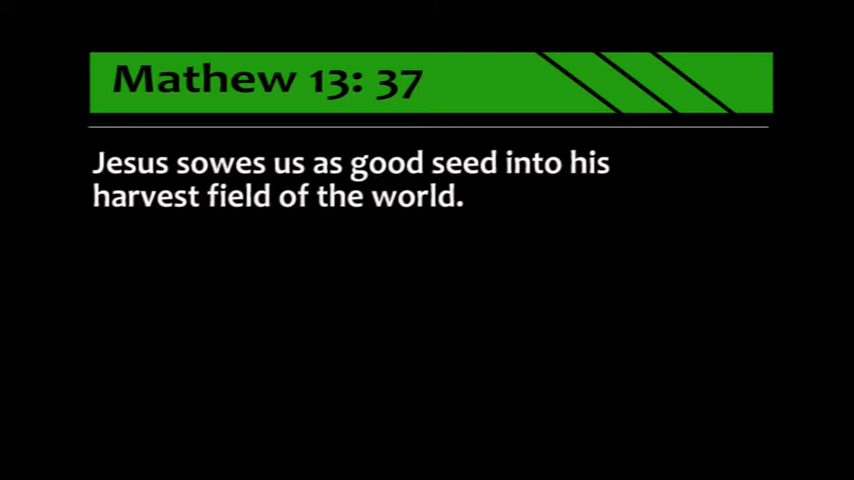 Mathew 13: 37
Jesus sowes us as good seed into his
harvest field of the world.